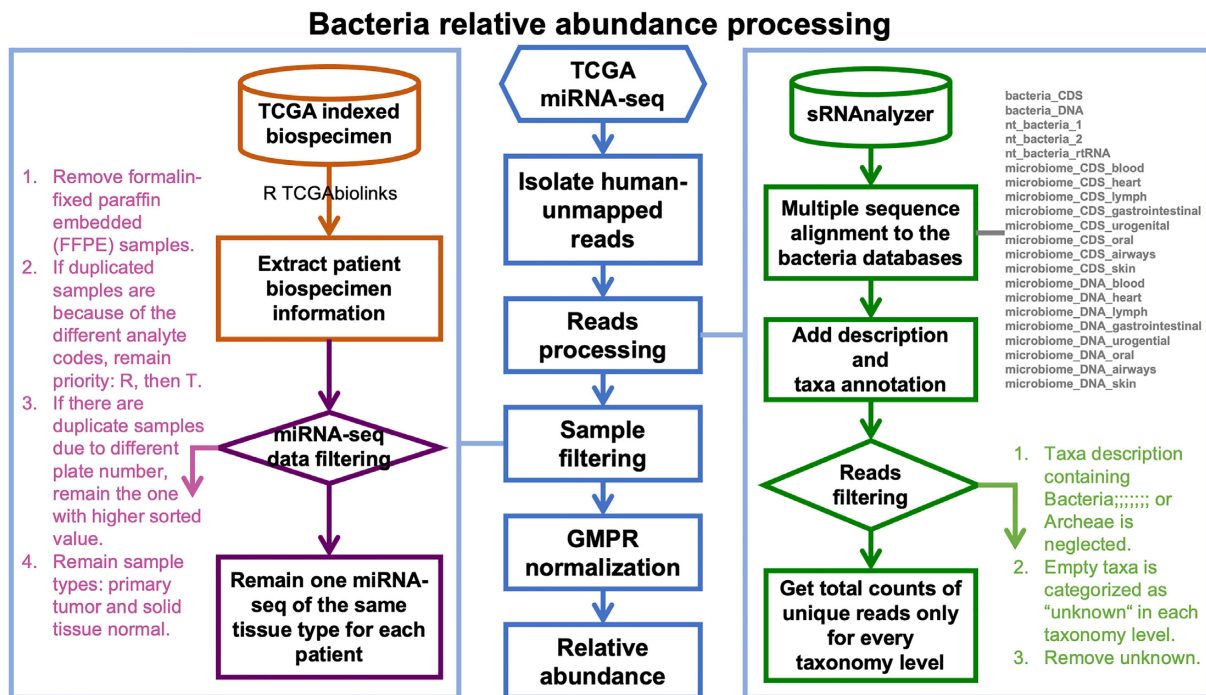 Bacteria relative abundance processing
TCGA indexed
biospecimen
R TCGAbiolinks
Extract patient
biospecimen
information
miRNA-seq
data filtering
Remain one miRNA-
seq of the same
tissue type for each
patient
1. Remove formalin-
fixed paraffin
embedded
(FFPE) samples.
2. If duplicated
samples are
because of the
different analyte
codes, remain
priority: R, then T.
3. If there are
duplicate samples
due to different
plate number,
remain the one
with higher sorted
value.
4. Remain sample
types: primary
tumor and solid
tissue normal.
TCGA
miRNA-seq
Isolate human-
unmapped
reads
Reads
processing
Sample
filtering
GMPR
normalization
Relative
abundance
sRNAnalyzer
Multiple sequence
alignment to the
bacteria databases
Add description
and
taxa annotation
Reads
filtering
Get total counts of
unique reads only
for every
taxonomy level
bacteria_CDS
bacteria_DNA
nt_bacteria_1
nt_bacteria_2
nt_bacteria_rtRNA
microbiome_CDS_blood
microbiome_CDS_heart
microbiome_CDS_lymph
microbiome_CDS_gastrointestinal
microbiome_CDS_urogenital
microbiome_CDS_oral
microbiome_CDS_airways
microbiome_CDS_skin
microbiome_DNA_blood
microbiome_DNA_heart
microbiome_DNA_lymph
microbiome_DNA_gastrointestinal
microbiome_DNA_urogential
microbiome_DNA_oral
microbiome_DNA_airways
microbiome_DNA_skin
1. Taxa description
containing
Bacteria;;;;;;; or
Archeae is
neglected.
2. Empty taxa is
categorized as
“unknown“ in each
taxonomy level.
3. Remove unknown.